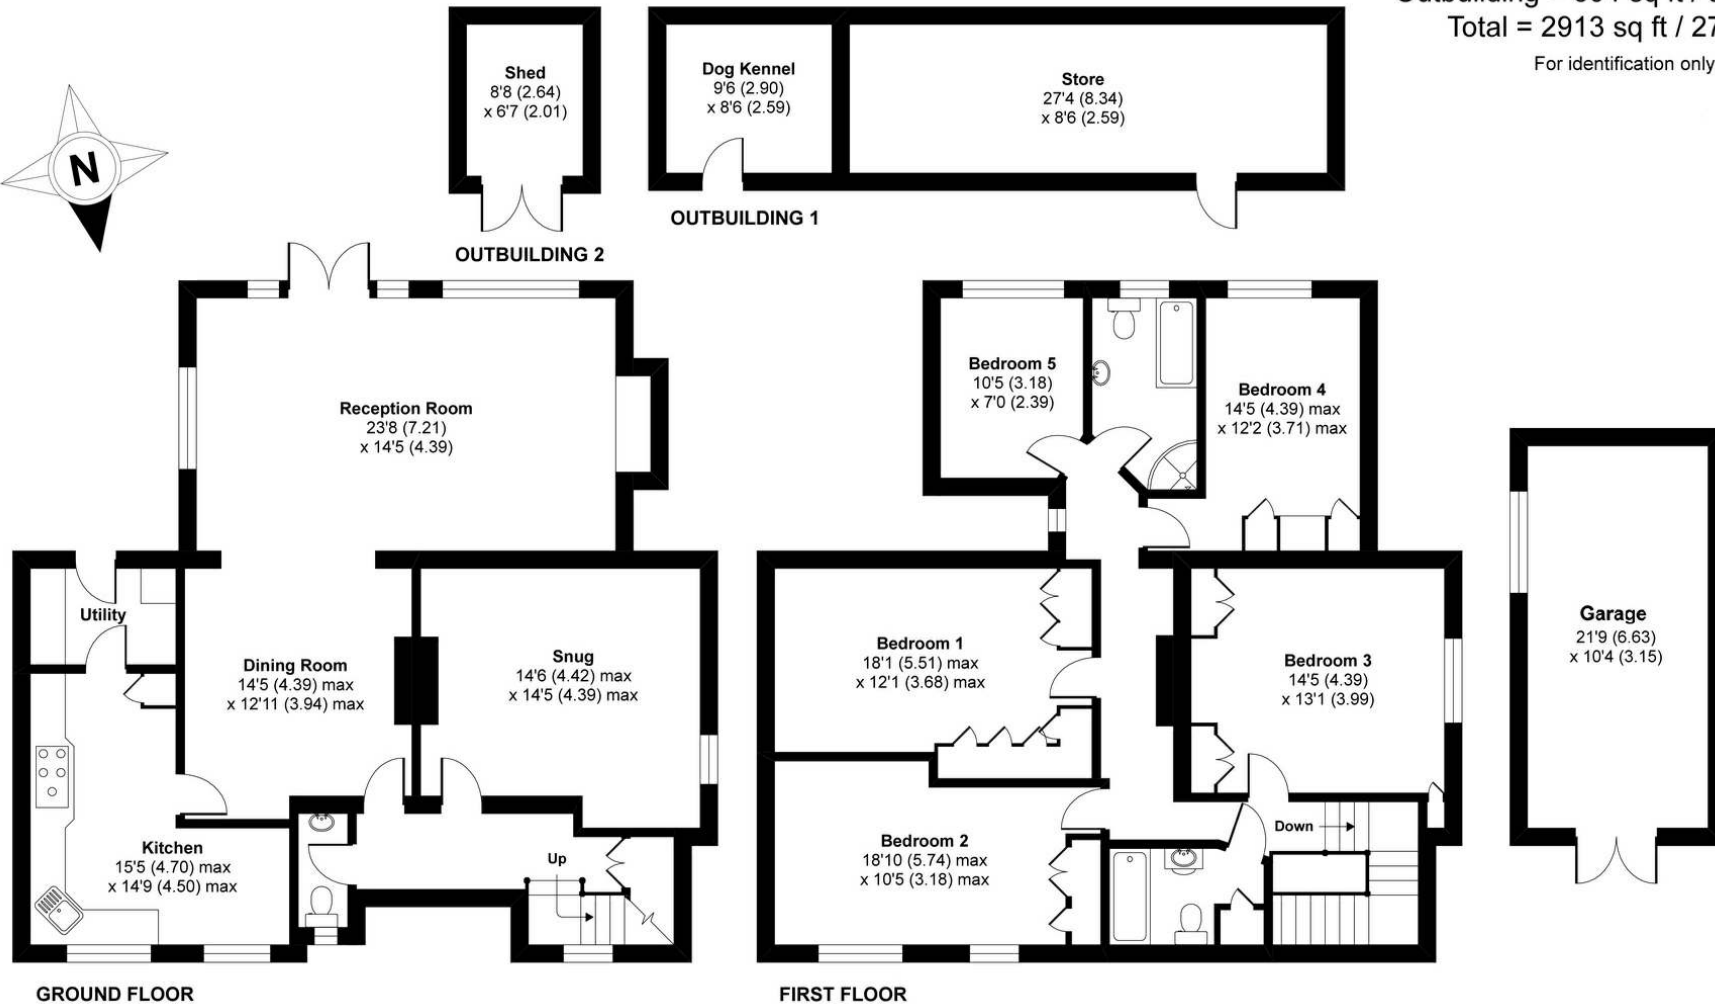 Total = 2913 sq ft / 27
For identification only
N
Shed
8'8 (2.64)
x 6'7 (2.01)
OUTBUILDING 2
Dog Kennel
9'6 (2.90)
x 8'6 (2.59)
Store
27'4 (8.34)
x 8'6 (2.59)
OUTBUILDING 1
Reception Room
23'8 (7.21)
x 14'5 (4.39)
Utility
Dining Room
14'5 (4.39) max
x 12'11 (3.94) max
Snug
14'6 (4.42) max
x 14'5 (4.39) max
Kitchen
15'5 (4.70) max
x 14'9 (4.50) max
Up
GROUND FLOOR
Bedroom 5
10'5 (3.18)
x 7'0 (2.39)
Bedroom 4
14'5 (4.39) max
x 12'2 (3.71) max
Bedroom 1
18'1 (5.51) max
x 12'1 (3.68) max
Bedroom 3
14'5 (4.39)
x 13'1 (3.99)
Bedroom 2
18'10 (5.74) max
x 10'5 (3.18) max
Down
FIRST FLOOR
Garage
21'9 (6.63)
x 10'4 (3.15)